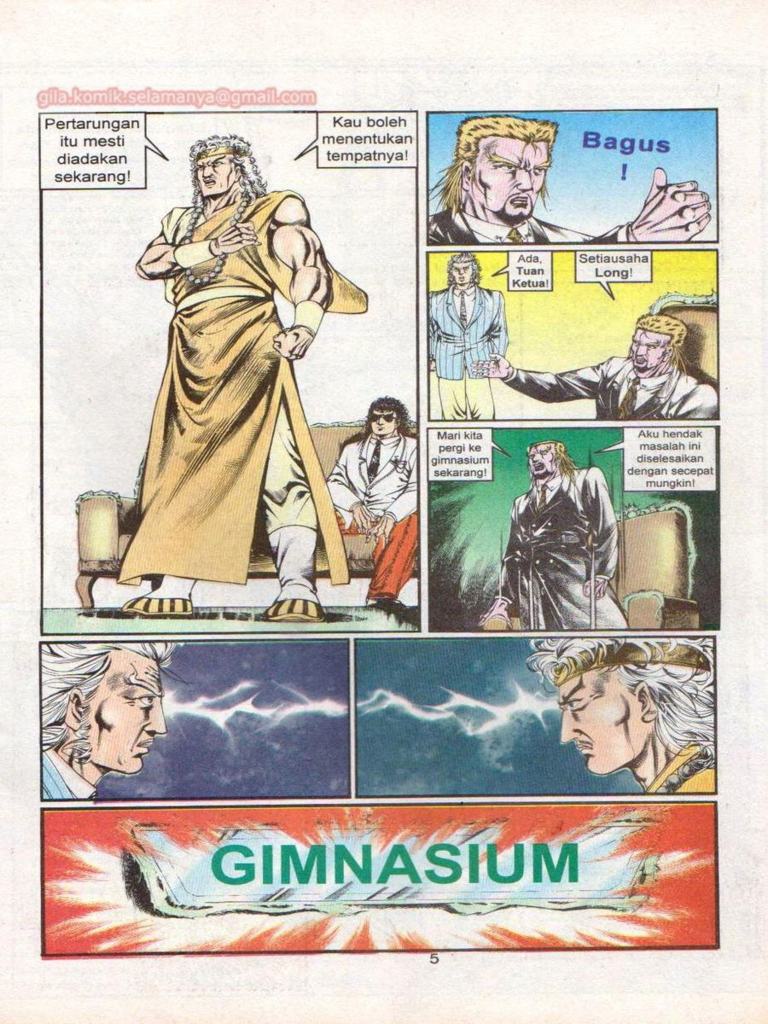 gila.komik.selamanya@gmail.com
Pertarungan
itu mesti
diadakan
sekarang!
Kau boleh
menentukan
tempatnya!
Bagus
!
Ada,
Tuan
Ketua!
Setiausaha
Long!
Mari kita
pergi ke
gimnasium
sekarang!
Aku hendak
masalah ini
diselesaikan
dengan secepat
mungkin!
GIMNASIUM
5